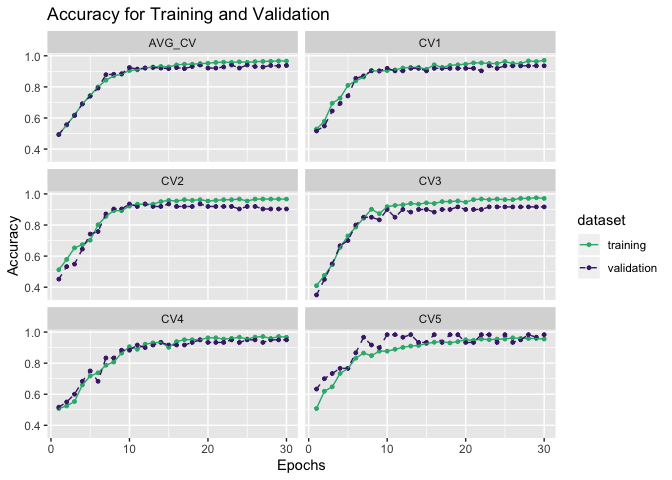 Accuracy for Training and Validation
AVG_CV
CV1
1.0
0.8
0.6
0.4
CV2
CV3
1.0
0.8
0.6
0.4
CV4
CV5
1.0
0.8
0.6
0.4
0
10
20
30
0
10
20
30
Accuracy
Epochs
dataset
training
validation